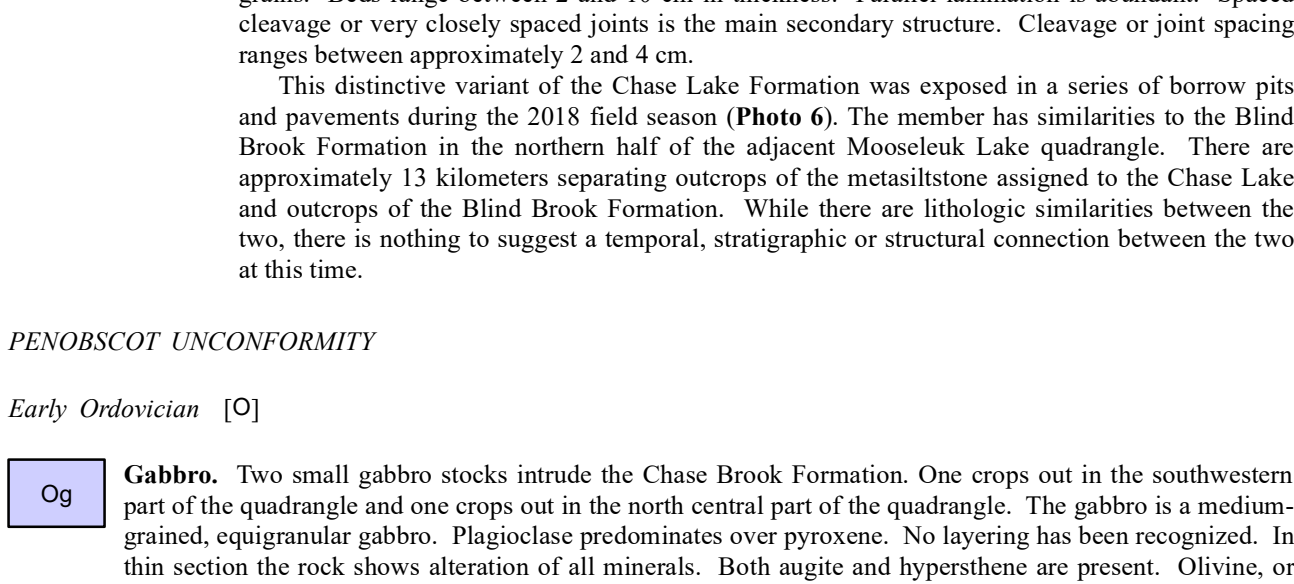 grains. Beds range between 2 and 10 cm in thickness. Parallel lamination is abundant. Spaced
cleavage or very closely spaced joints is the main secondary structure. Cleavage or joint spacing
ranges between approximately 2 and 4 cm.
This distinctive variant of the Chase Lake Formation was exposed in a series of borrow pits
and pavements during the 2018 field season (Photo 6). The member has similarities to the Blind
Brook Formation in the northern half of the adjacent Mooseleuk Lake quadrangle. There are
approximately 13 kilometers separating outcrops of the metasiltstone assigned to the Chase Lake
and outcrops of the Blind Brook Formation. While there are lithologic similarities between the
two, there is nothing to suggest a temporal, stratigraphic or structural connection between the two
at this time.
PENOBSCOT UNCONFORMITY
Early Ordovician [O]
Og
Gabbro. Two small gabbro stocks intrude the Chase Brook Formation. One crops out in the southwestern
part of the quadrangle and one crops out in the north central part of the quadrangle. The gabbro is a medium-
grained, equigranular gabbro. Plagioclase predominates over pyroxene. No layering has been recognized. In
thin section the rock shows alteration of all minerals. Both augite and hypersthene are present. Olivine, or